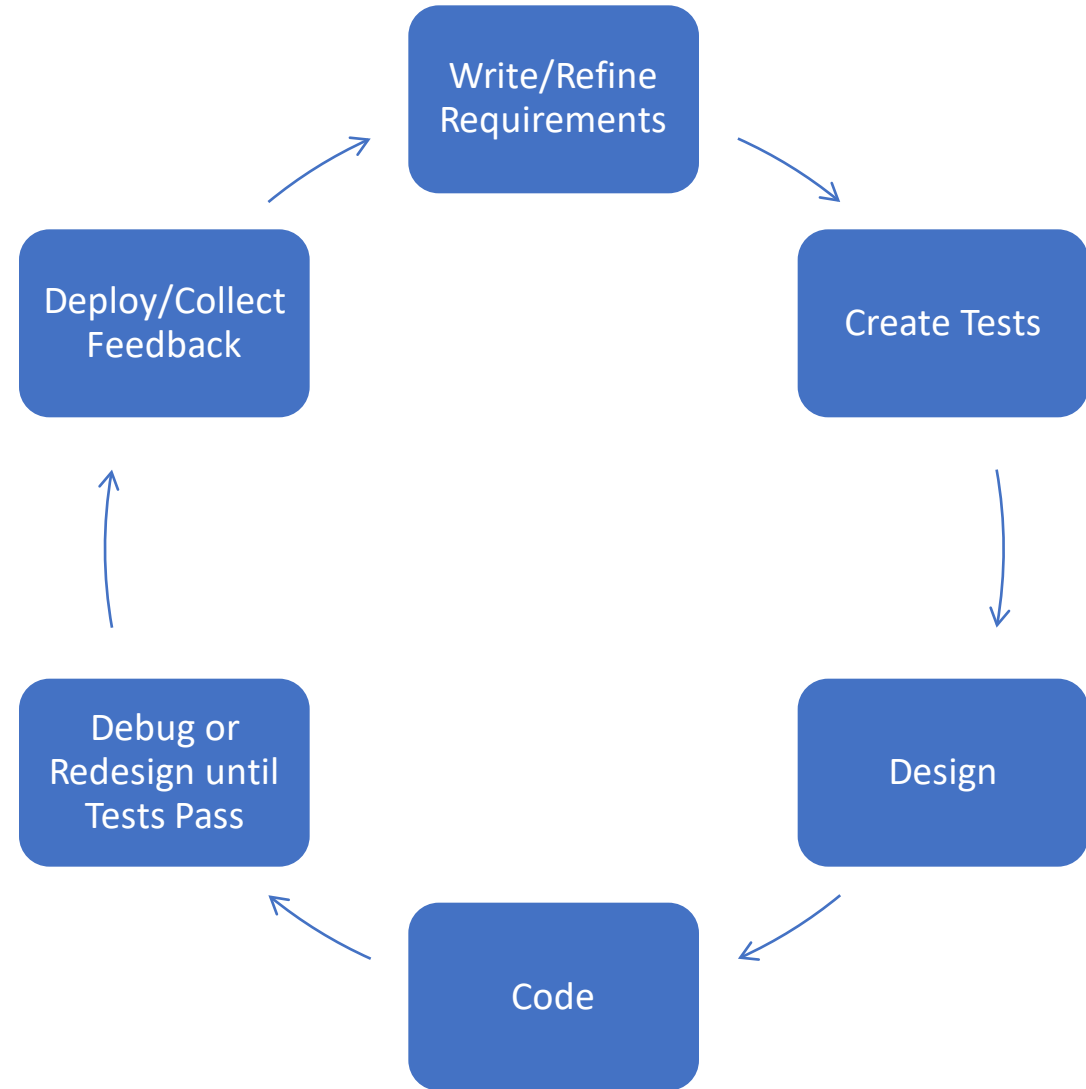 Write/Refine
Requirements
Create Tests
Design
Code
Debug or
Redesign until
Tests Pass
Deploy/Collect
Feedback